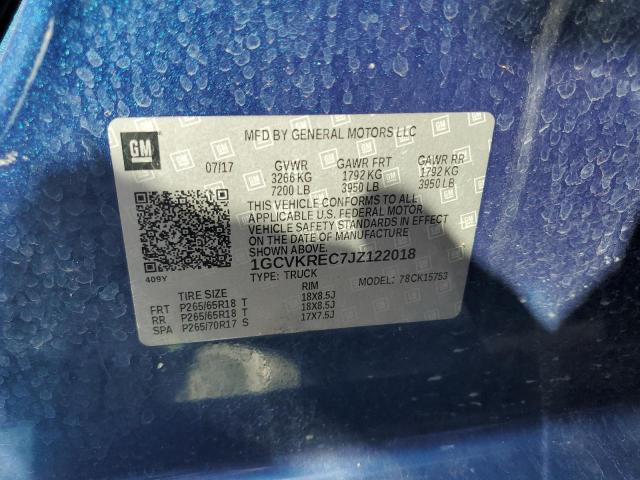 MFD BY GENERAL MOTORS LLC
GM
07/17 GVWR GAWR FRT GAWR RR
3266 KG 1792 KG 1792 KG
7200 LB 3950 LB 3950 LB
THIS VEHICLE CONFORMS TO ALL
APPLICABLE U.S. FEDERAL MOTOR
VEHICLE SAFETY STANDARDS IN EFFECT
ON THE DATE OF MANUFACTURE
SHOWN ABOVE.
1GCVKREC7JZ122018
409Y TYPE: TRUCK MODEL: 78CK15753
TIRE SIZE RIM
FRT P265/65R18 T 18X8.5J
RR P265/65R18 T 18X8.5J
SPA P265/70R17 S 17X7.5J